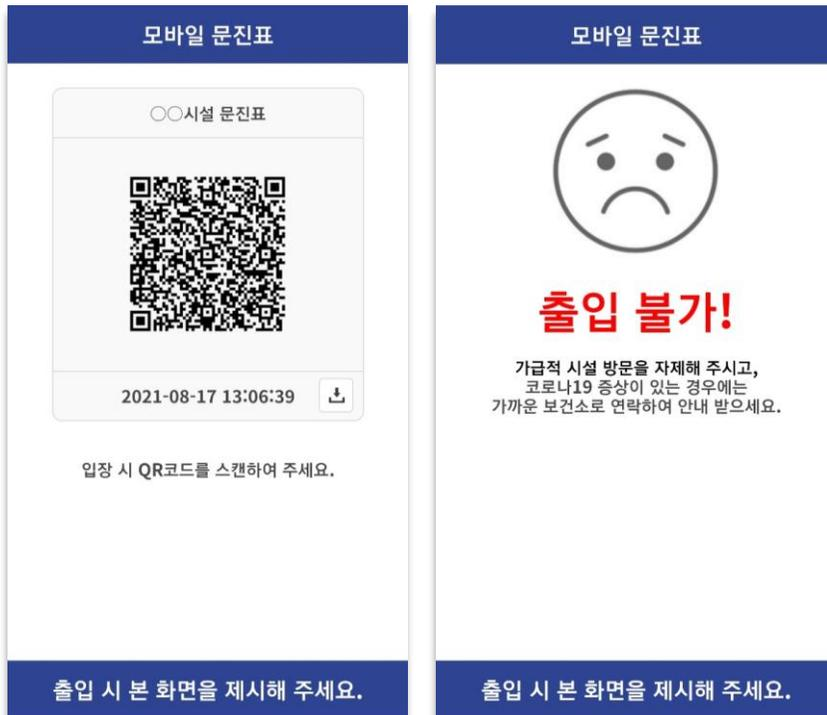 모바일 문진표
○○시설 문진표
2021-08-17 13:06:39
입장 시 QR코드를 스캔하여 주세요.
출입 시 본 화면을 제시해 주세요.
모바일 문진표
출입 불가!
가급적 시설 방문을 자제해 주시고,
코로나19 증상이 있는 경우에는
가까운 보건소로 연락하여 안내 받으세요.
출입 시 본 화면을 제시해 주세요.